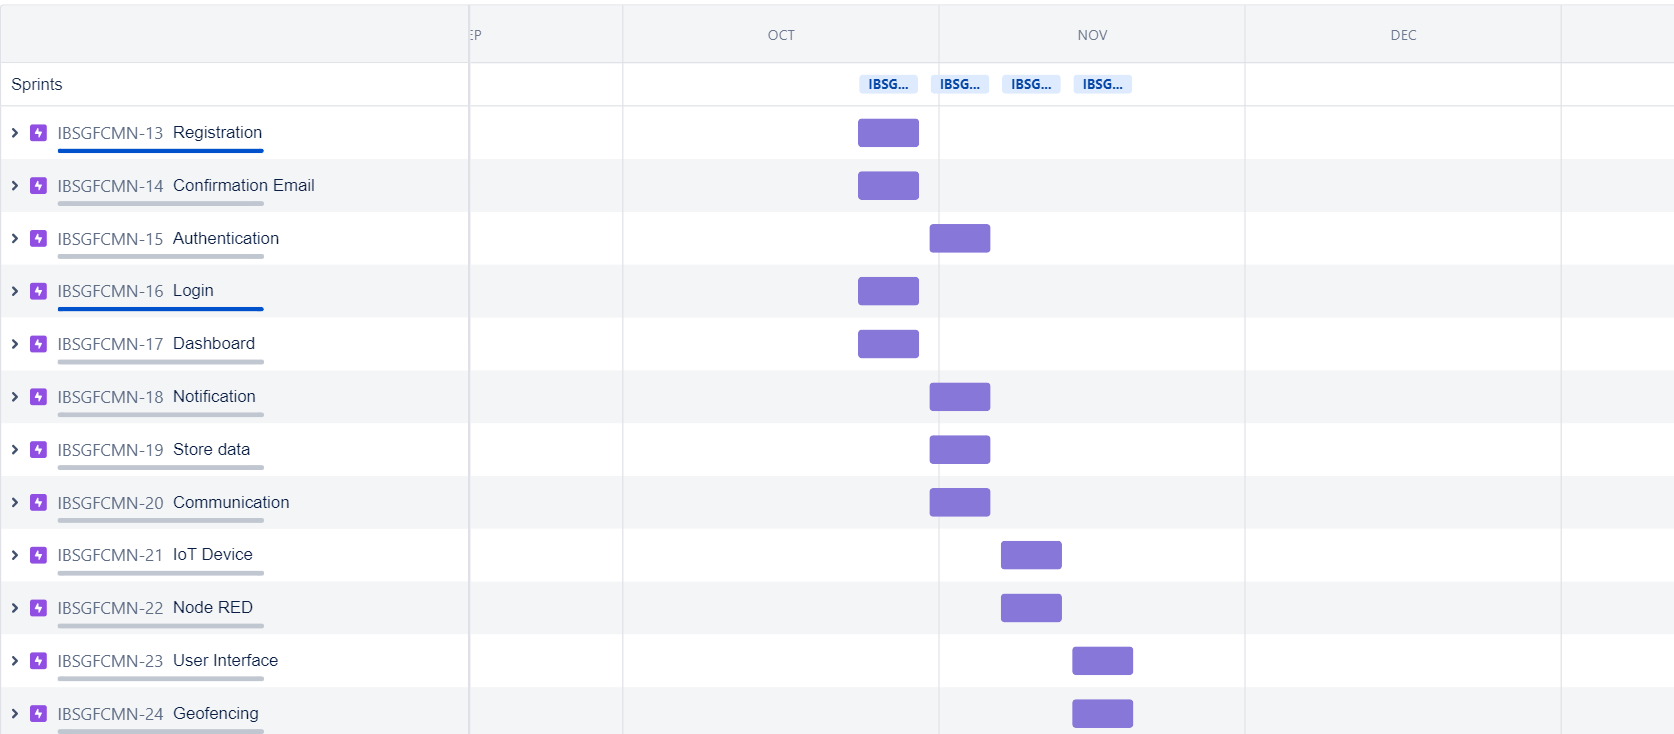 EP OCT NOV DEC
Sprints IBSG... IBSG... IBSG... IBSG...
IBSGFCMN-13 Registration
IBSGFCMN-14 Confirmation Email
IBSGFCMN-15 Authentication
IBSGFCMN-16 Login
IBSGFCMN-17 Dashboard
IBSGFCMN-18 Notification
IBSGFCMN-19 Store data
IBSGFCMN-20 Communication
IBSGFCMN-21 IoT Device
IBSGFCMN-22 Node RED
IBSGFCMN-23 User Interface
IBSGFCMN-24 Geofencing